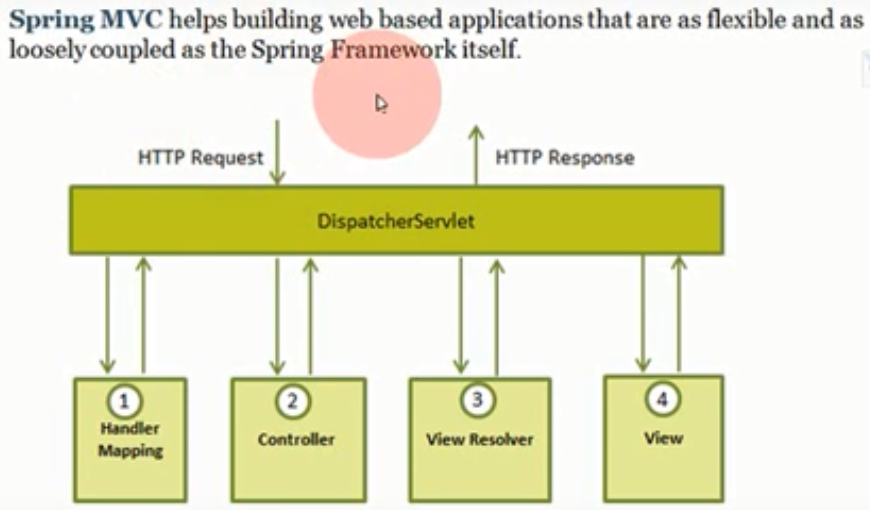 Spring MVC helps building web based applications that are as flexible and as
loosely coupled as the Spring Framework itself.
HTTP Request
HTTP Response
DispatcherServlet
1
Handler
Mapping
2
Controller
3
View Resolver
4
View